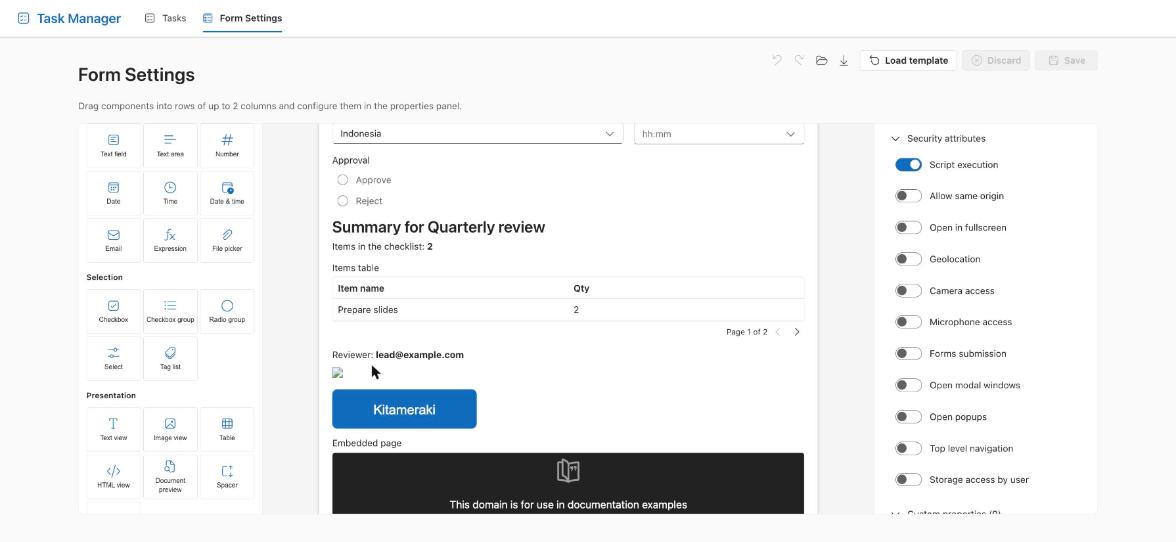 Task Manager
Tasks
Form Settings
Form Settings
Load template
Discard
Save
Drag components into rows of up to 2 columns and configure them in the properties panel.
Text field
Text area
Number
Date
Time
Date & time
Email
Expression
File picker
Selection
Checkbox
Checkbox group
Radio group
Select
Tag list
Presentation
Text view
Image view
Table
HTML view
Document
preview
Spacer
Indonesia
hh:mm
Approval
Approve
Reject
Summary for Quarterly review
Items in the checklist: 2
Items table
Item name Qty
Prepare slides 2
Page 1 of 2
Reviewer: lead@example.com
Kitameraki
Embedded page
This domain is for use in documentation examples
Security attributes
Script execution
Allow same origin
Open in fullscreen
Geolocation
Camera access
Microphone access
Forms submission
Open modal windows
Open popups
Top level navigation
Storage access by user
Custom properties (0)